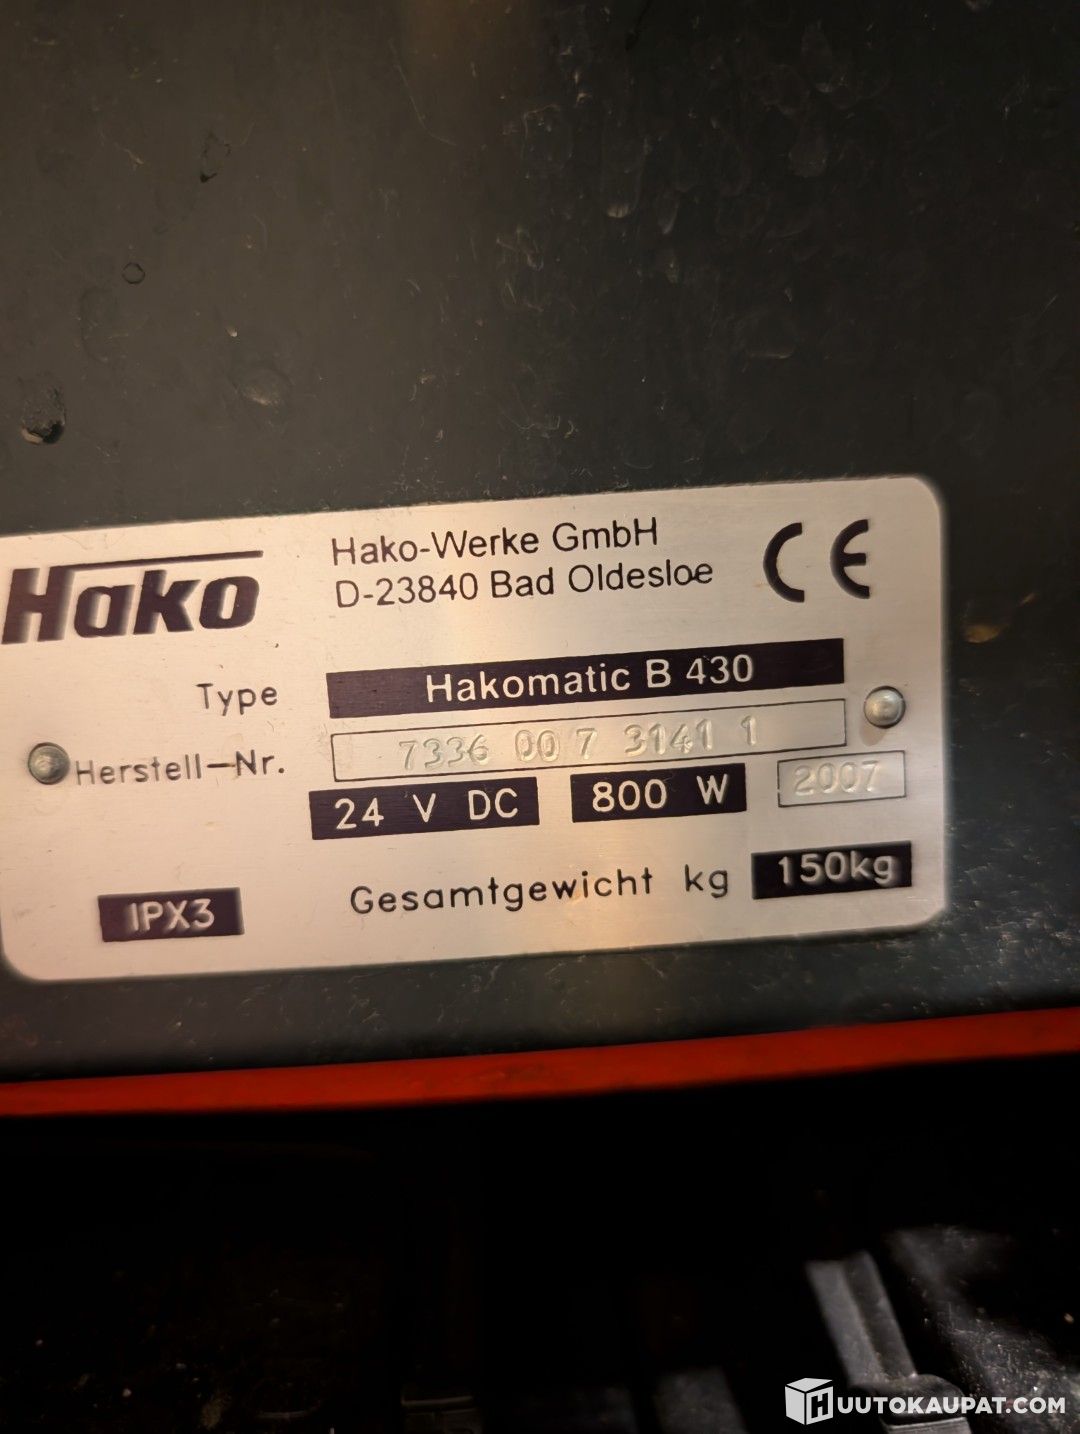 Hako
Hako-Werke GmbH
D-23840 Bad Oldesloe
CE
Type Hakomatic B 430
Herstell-Nr. 7336 00 7 3141 1
24 V DC 800 W 2007
IPX3 Gesamtgewicht kg 150kg
HUUTOKAUPAT.COM